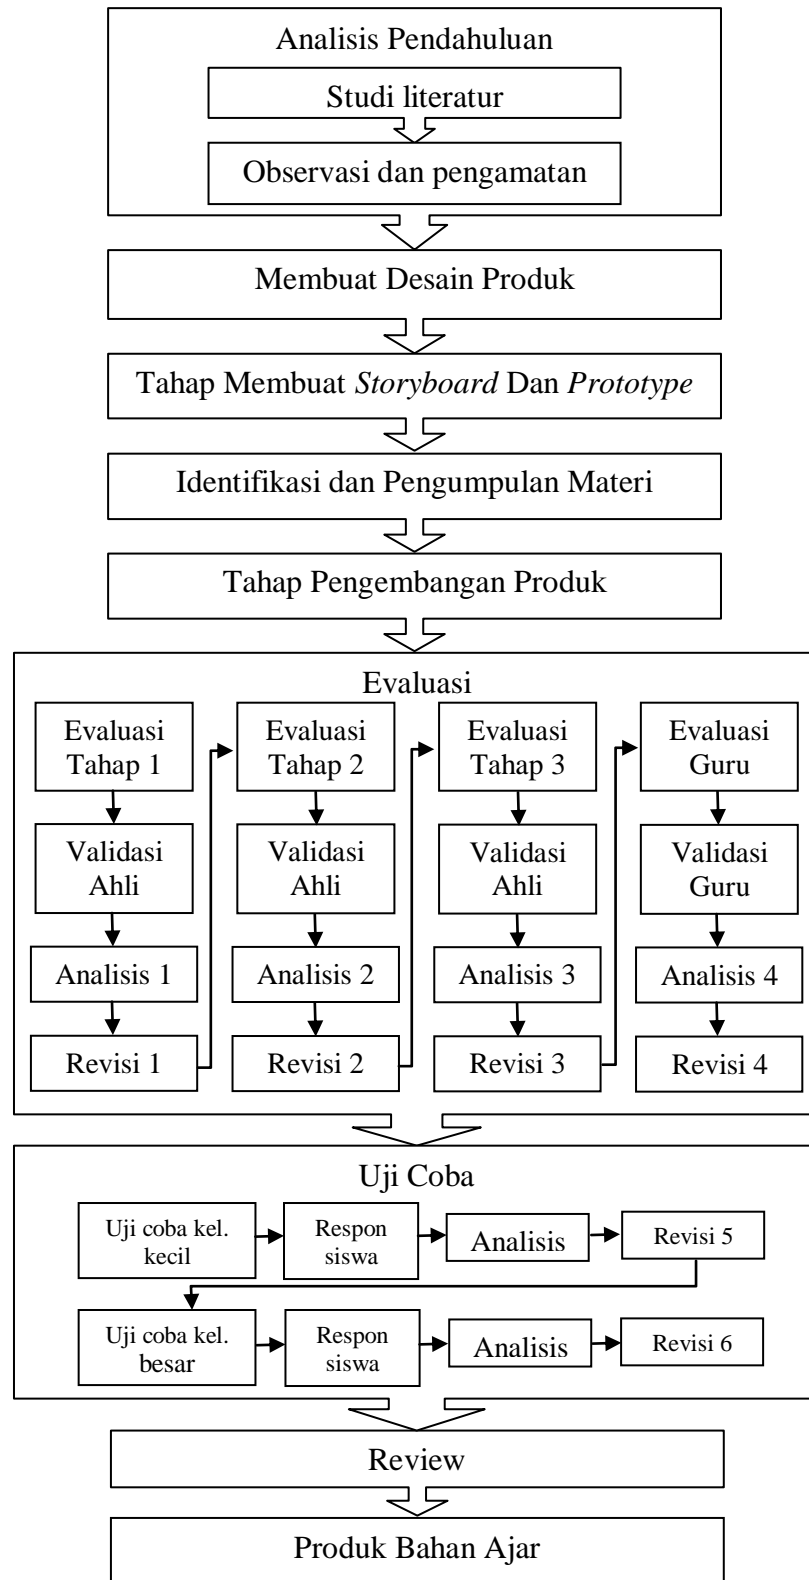 Analisis Pendahuluan
Studi literatur
Observasi dan pengamatan
Membuat Desain Produk
Tahap Membuat Storyboard Dan Prototype
Identifikasi dan Pengumpulan Materi
Tahap Pengembangan Produk
Evaluasi
Evaluasi
Tahap 1
Validasi
Ahli
Analisis 1
Revisi 1
Evaluasi
Tahap 2
Validasi
Ahli
Analisis 2
Revisi 2
Evaluasi
Tahap 3
Validasi
Ahli
Analisis 3
Revisi 3
Evaluasi
Guru
Validasi
Guru
Analisis 4
Revisi 4
Uji Coba
Uji coba kel.
kecil
Respon
siswa
Analisis
Revisi 5
Uji coba kel.
besar
Respon
siswa
Analisis
Revisi 6
Review
Produk Bahan Ajar